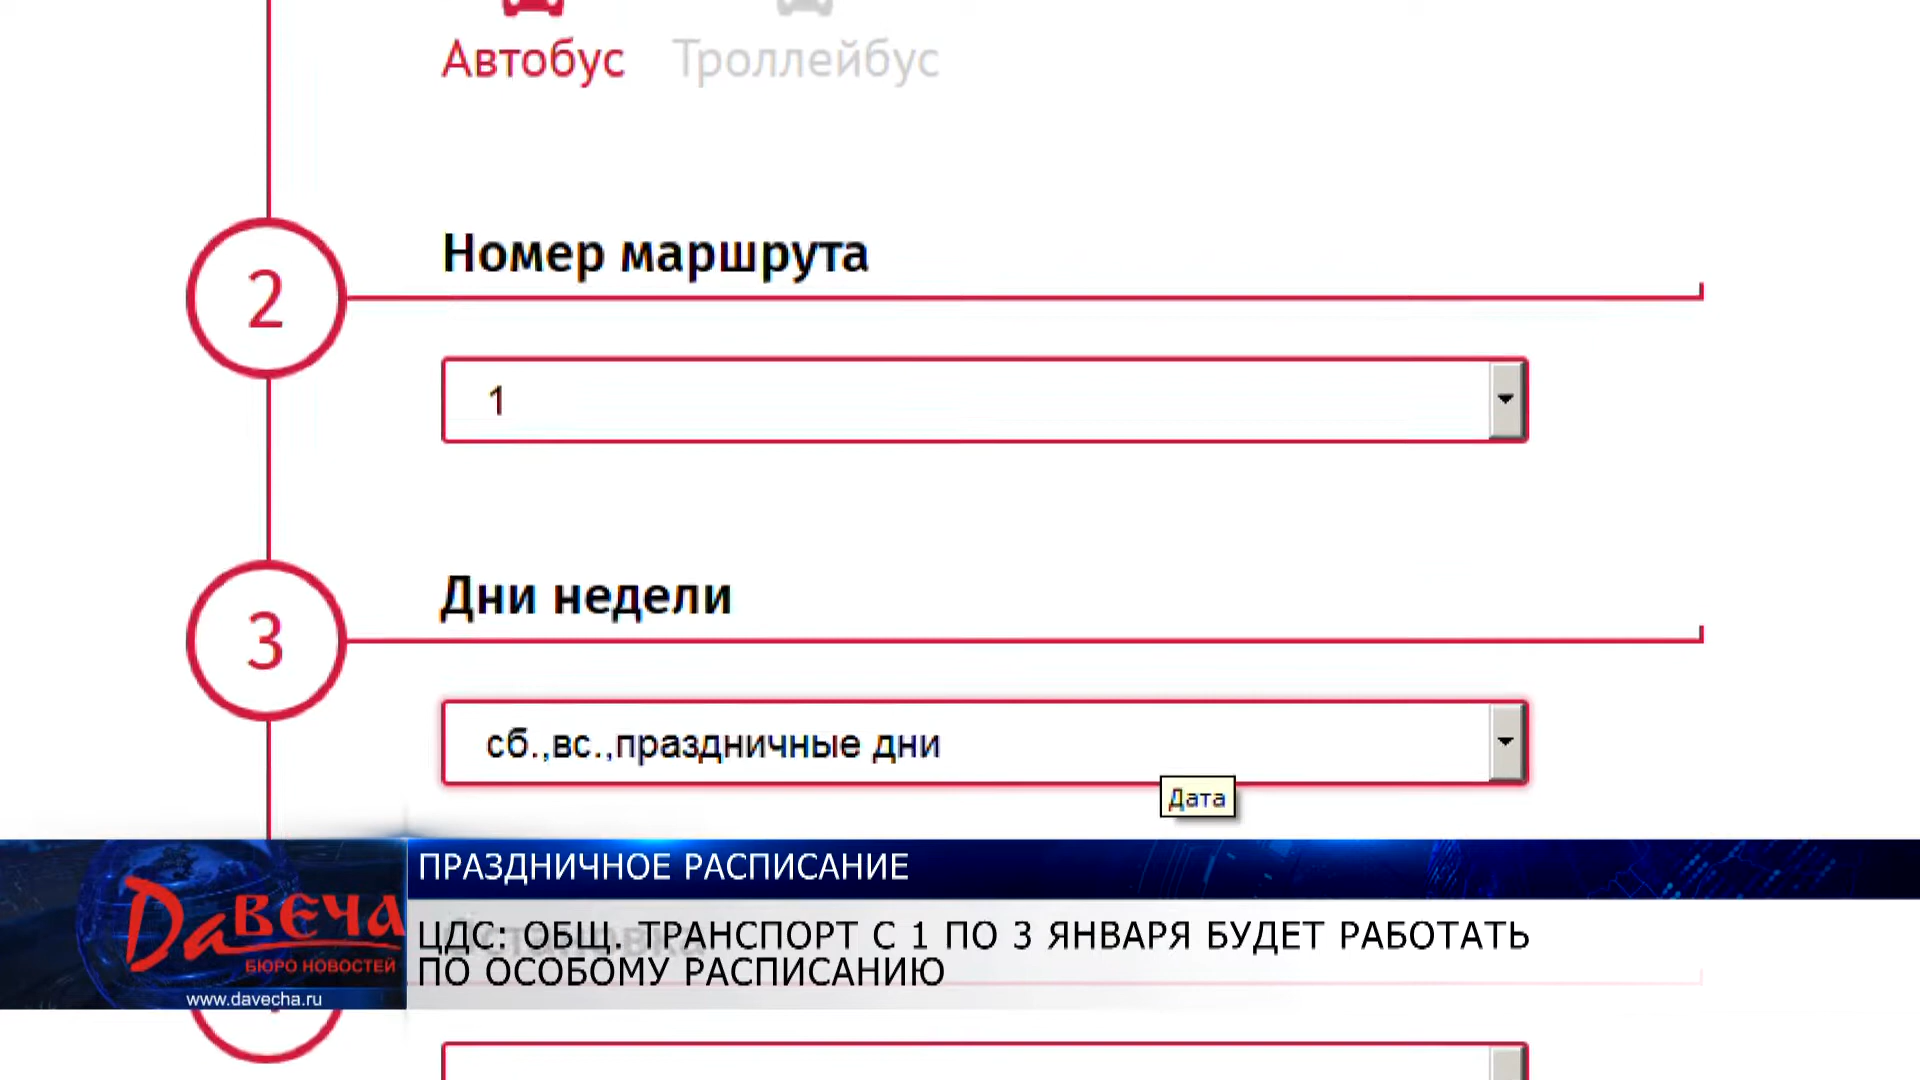 Автобус Троллейбус
2
Номер маршрута
1
3
Дни недели
сб.,вс.,праздничные дни
Дата
ПРАЗДНИЧНОЕ РАСПИСАНИЕ
ДаВЕЧА
БЮРО НОВОСТЕЙ
www.davecha.ru
ЦДС: ОБЩ. ТРАНСПОРТ С 1 ПО 3 ЯНВАРЯ БУДЕТ РАБОТАТЬ
ПО ОСОБОМУ РАСПИСАНИЮ